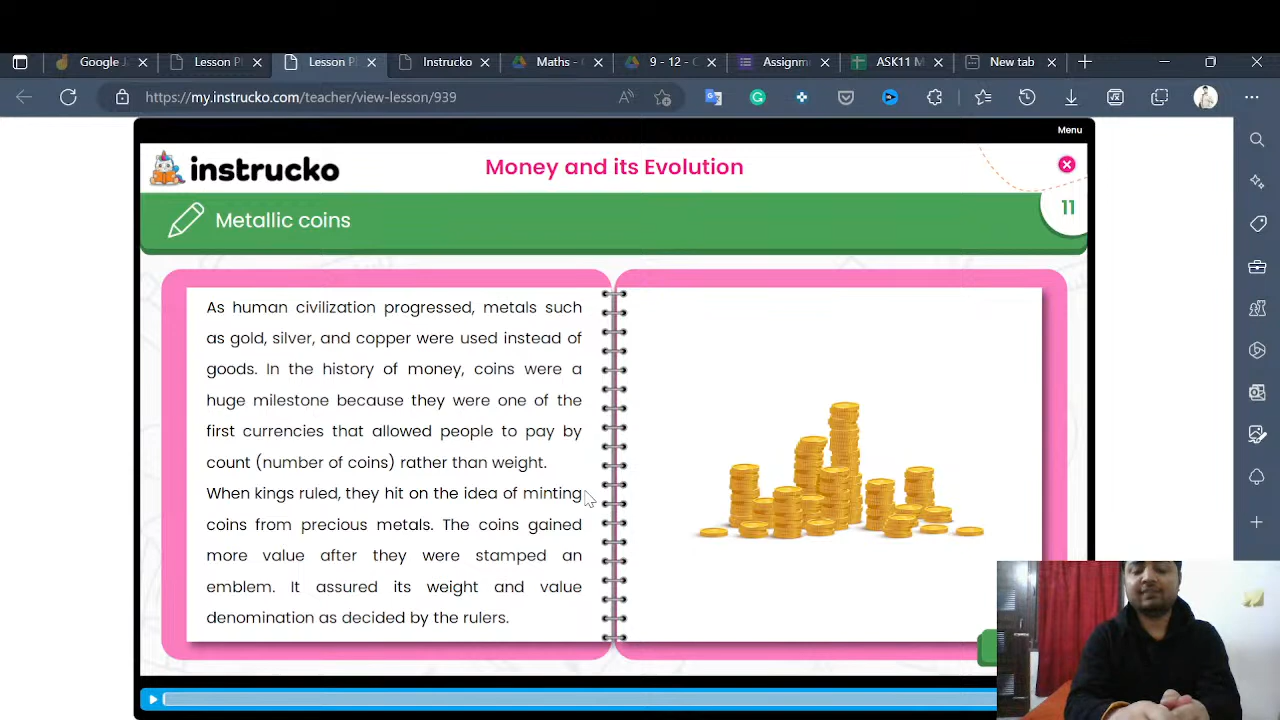 Google J
Lesson Pl
Lesson Pl
Instrucko
Maths - (
9 - 12 - C
Assignm
ASK11 M
New tab
https://my.instrucko.com/teacher/view-lesson/939
Menu
instrucko
Money and its Evolution
Metallic coins
11
As human civilization progressed, metals such
as gold, silver, and copper were used instead of
goods. In the history of money, coins were a
huge milestone because they were one of the
first currencies that allowed people to pay by
count (number of coins) rather than weight.
When kings ruled, they hit on the idea of minting
coins from precious metals. The coins gained
more value after they were stamped an
emblem. It assured its weight and value
denomination as decided by the rulers.